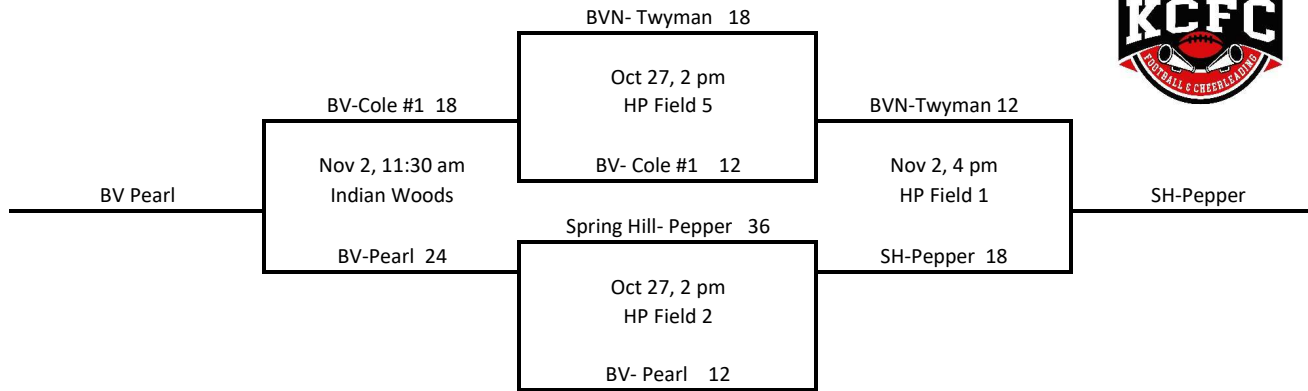 BVN- Twyman 18
KCFC
FOOTBALL & CHEERLEADING
Oct 27, 2 pm
HP Field 5
BV-Cole #1 18
BVN-Twyman 12
Nov 2, 11:30 am
Indian Woods
BV- Cole #1 12
Nov 2, 4 pm
HP Field 1
BV Pearl
SH-Pepper
Spring Hill- Pepper 36
BV-Pearl 24
SH-Pepper 18
Oct 27, 2 pm
HP Field 2
BV- Pearl 12